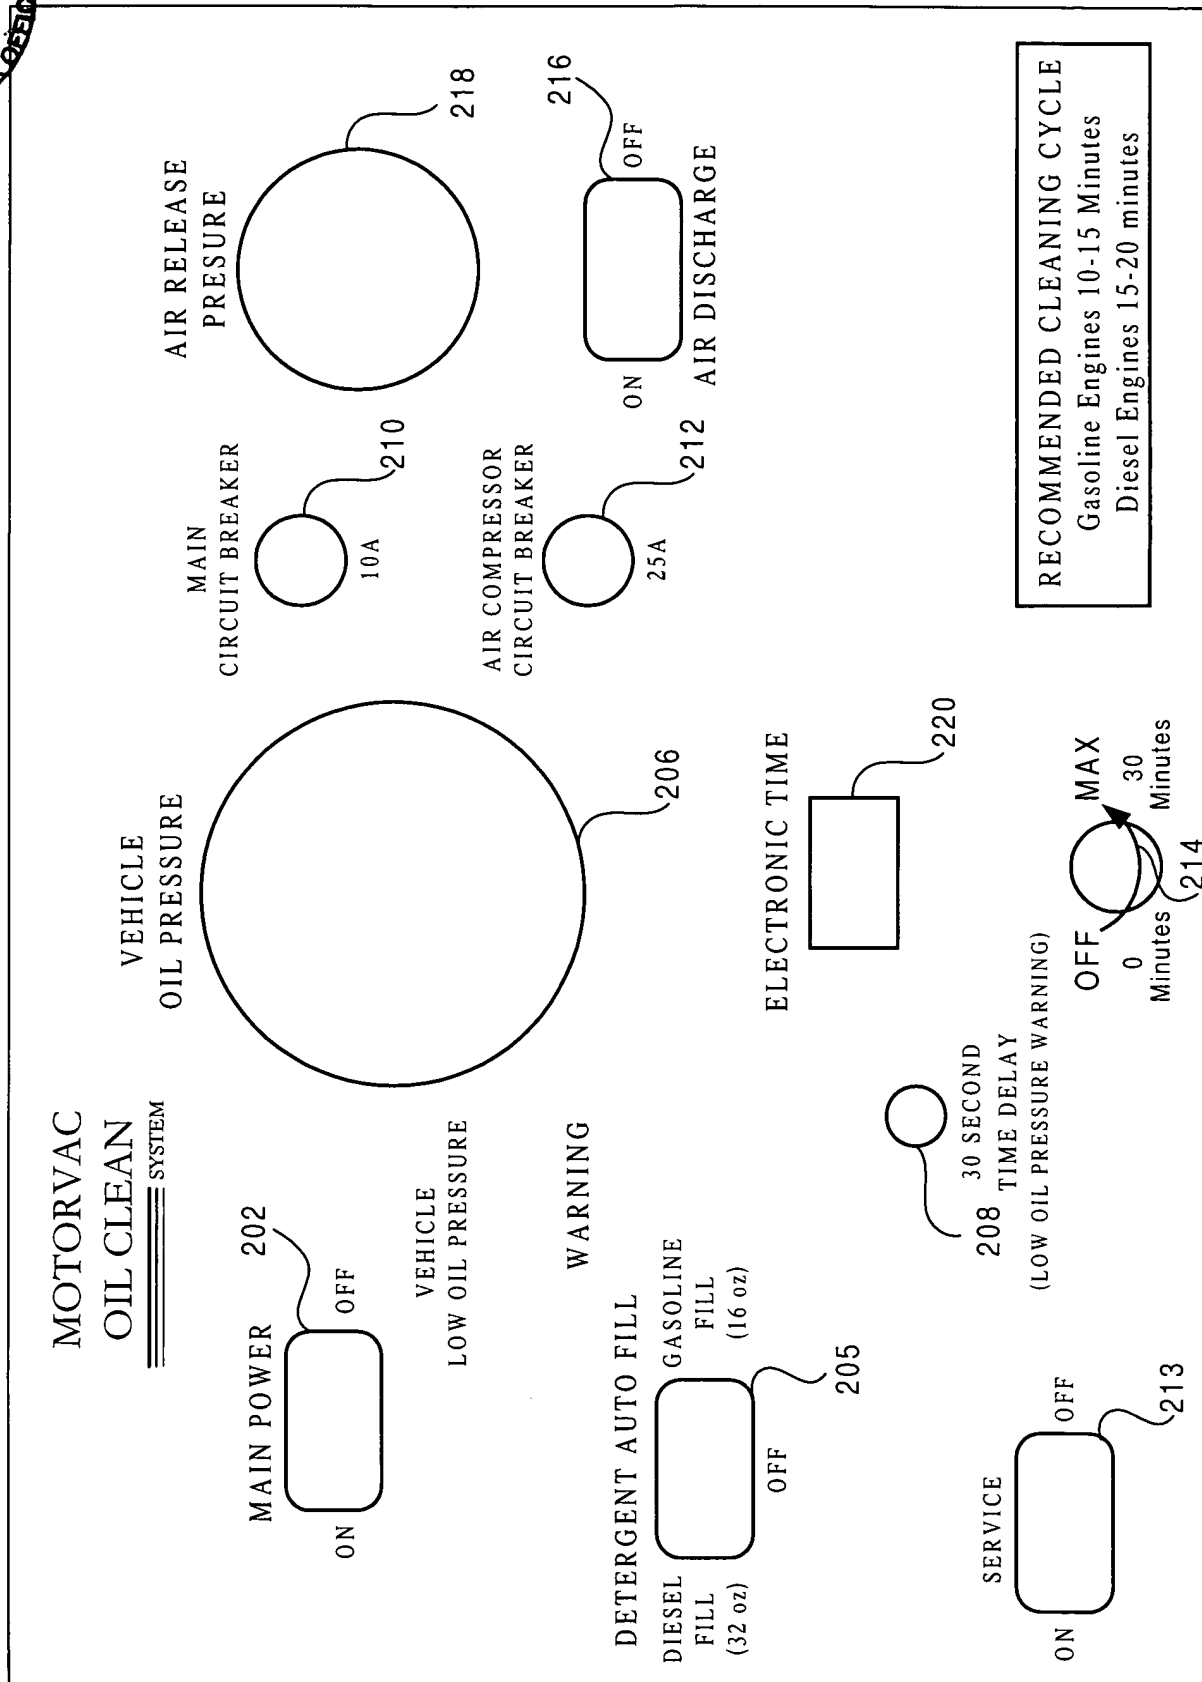 MOTORVAC
OIL CLEAN
SYSTEM
MAIN POWER
ON
OFF
202
VEHICLE
LOW OIL PRESSURE
WARNING
DETERGENT AUTO FILL
DIESEL
FILL
(32 oz)
GASOLINE
FILL
(16 oz)
OFF
205
SERVICE
ON
OFF
213
VEHICLE
OIL PRESSURE
206
208
30 SECOND
TIME DELAY
(LOW OIL PRESSURE WARNING)
ELECTRONIC TIME
220
OFF
0
Minutes
MAX
30
Minutes
214
MAIN
CIRCUIT BREAKER
10A
210
AIR COMPRESSOR
CIRCUIT BREAKER
25A
212
AIR RELEASE
PRESURE
218
ON
OFF
216
AIR DISCHARGE
RECOMMENDED CLEANING CYCLE
Gasoline Engines 10-15 Minutes
Diesel Engines 15-20 minutes